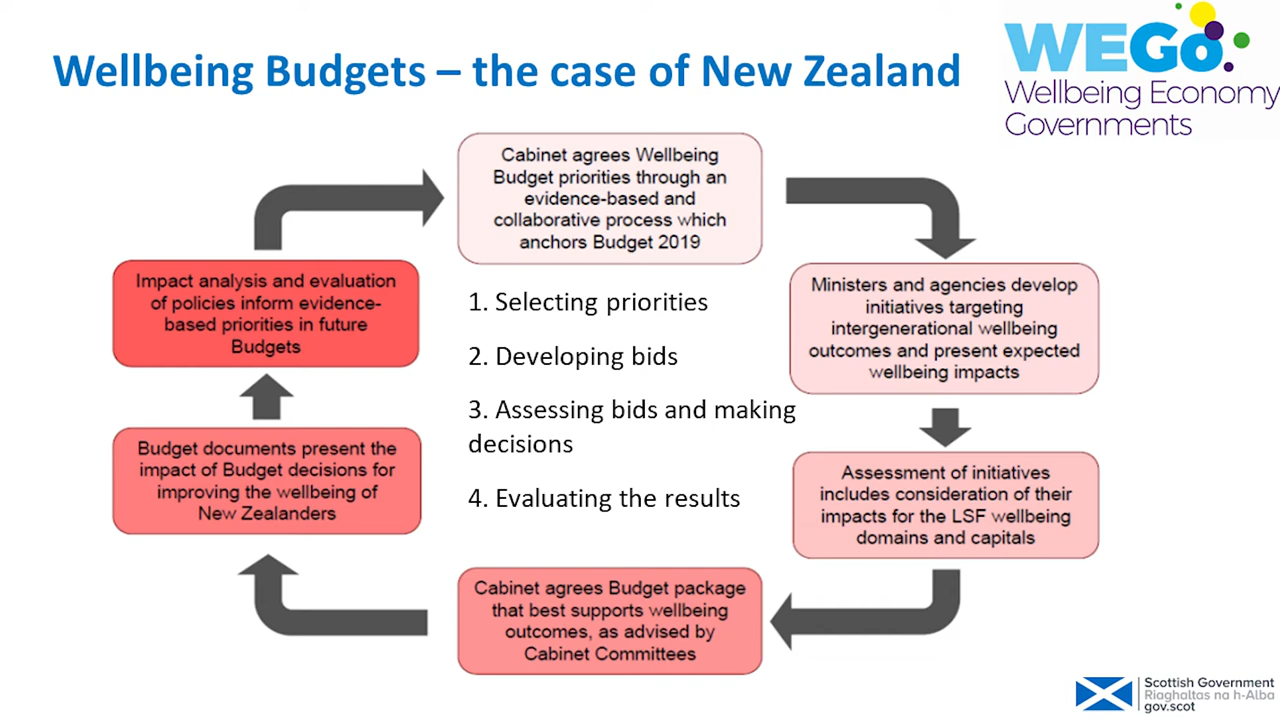 Wellbeing Budgets – the case of New Zealand
WEGo
Wellbeing Economy
Governments
Cabinet agrees Wellbeing
Budget priorities through an
evidence-based and
collaborative process which
anchors Budget 2019
Ministers and agencies develop
initiatives targeting
intergenerational wellbeing
outcomes and present expected
wellbeing impacts
Assessment of initiatives
includes consideration of their
impacts for the LSF wellbeing
domains and capitals
Cabinet agrees Budget package
that best supports wellbeing
outcomes, as advised by
Cabinet Committees
Budget documents present the
impact of Budget decisions for
improving the wellbeing of
New Zealanders
Impact analysis and evaluation
of policies inform evidence-
based priorities in future
Budgets
1. Selecting priorities
2. Developing bids
3. Assessing bids and making
decisions
4. Evaluating the results
Scottish Government
Riaghaltas na h-Alba
gov.scot